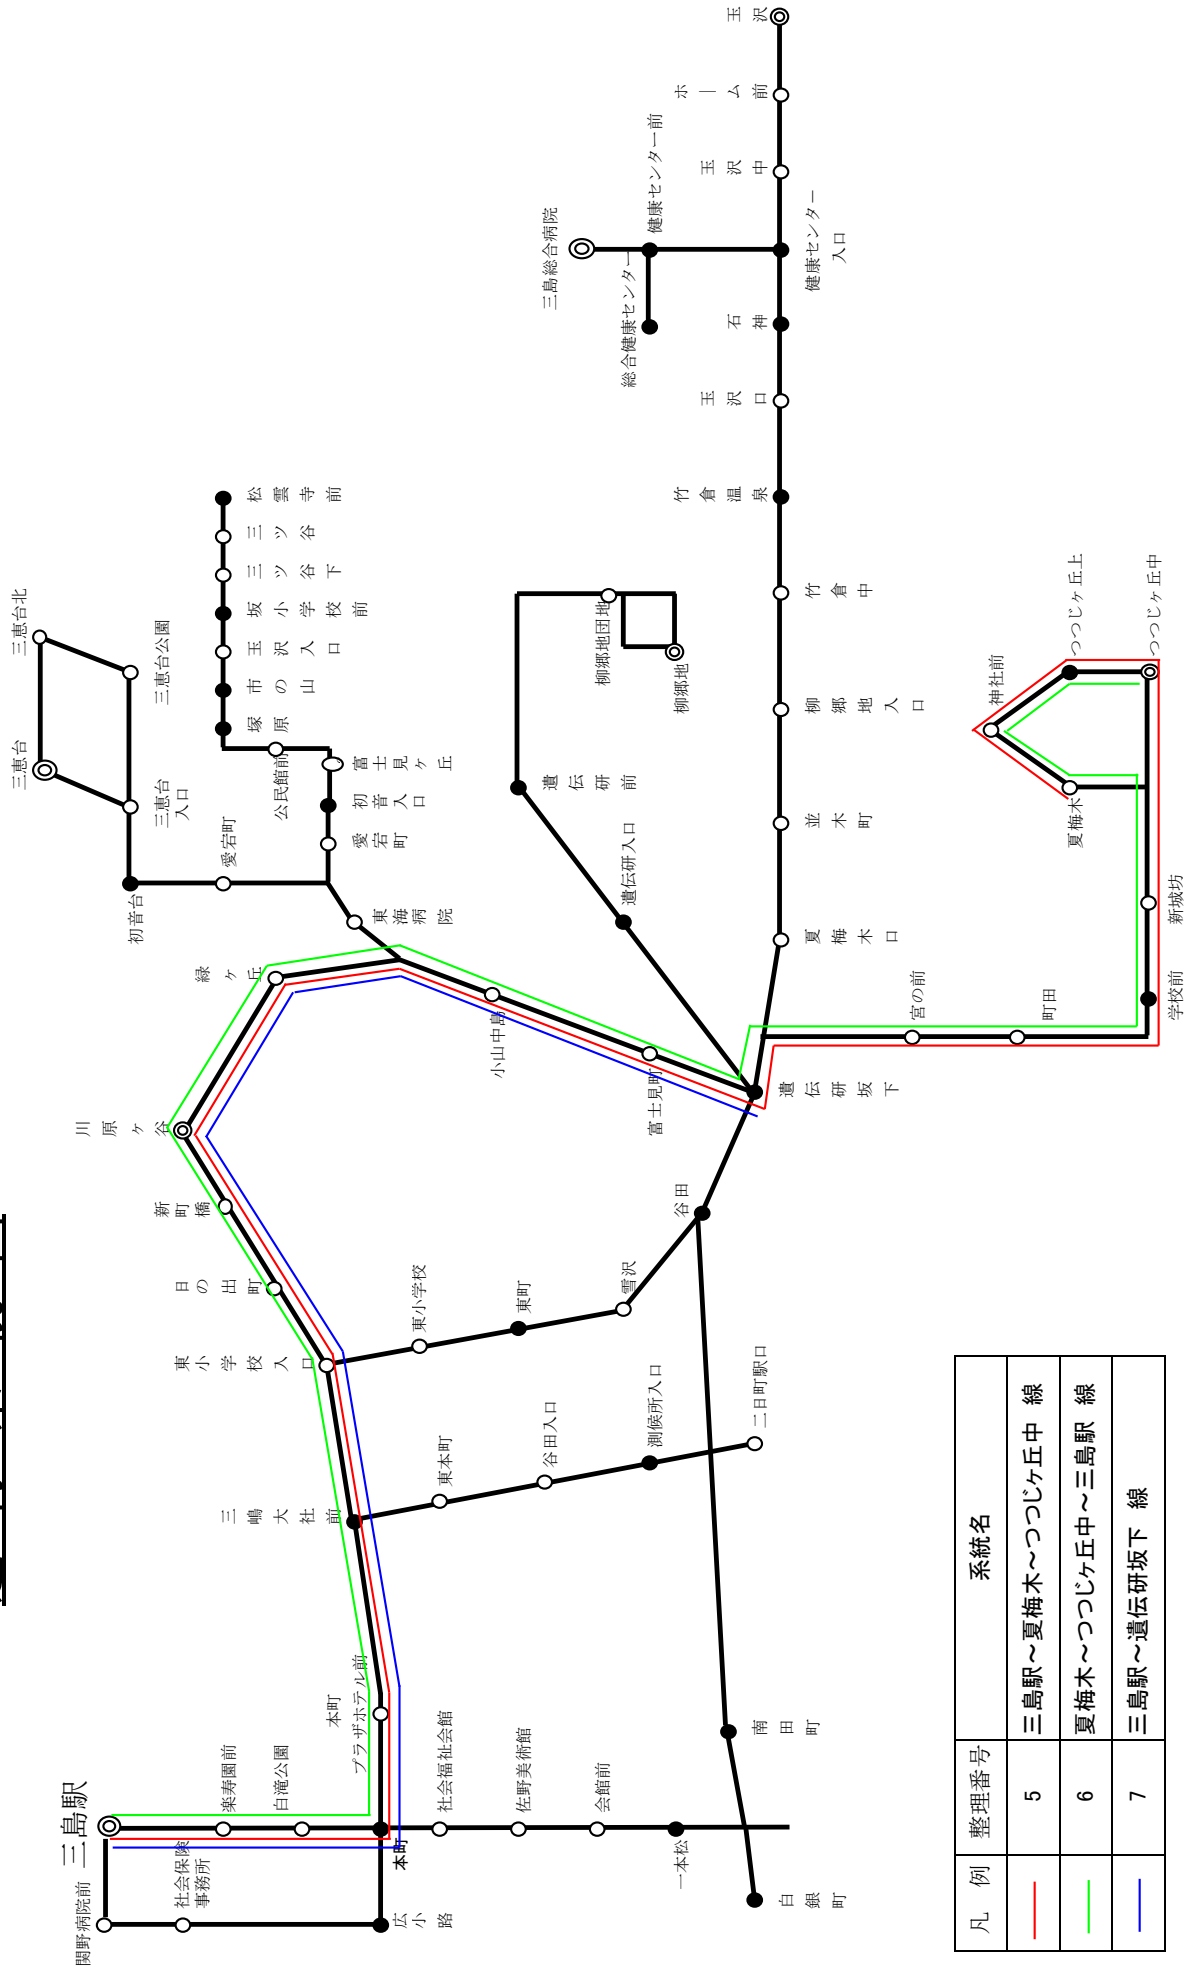 三島駅
関野病院前
社会保険
事務所
広小路
楽寿園前
白滝公園
本町
本町
プラザホテル前
社会福祉会館
佐野美術館
会館前
一本松
白銀町
南田町
三嶋大社前
東本町
谷田入口
測候所入口
二日町駅口
東小学校入口
東小学校
東町
雪沢
谷田
日の出町
新町橋
川原ヶ谷
緑ヶ丘
小山中島
富士見町
遺伝研坂下
東海病院
愛宕町
初音入口
富士見ヶ丘
公民館前
塚原
市の山
玉沢入口
坂小学校前
三ツ谷下
三ツ谷
松雲寺前
愛宕町
初音台
三恵台
入口
三恵台
三恵台北
三恵台公園
遺伝研入口
遺伝研前
柳郷地団地
柳郷地
夏梅木口
並木町
柳郷地入口
竹倉中
竹倉温泉
玉沢口
石神
健康センター
入口
健康センター前
総合健康センター
三島総合病院
玉沢中
ホーム前
玉沢
宮の前
町田
学校前
新城坊
夏梅木
神社前
つつじヶ丘上
つつじヶ丘中
凡例 整理番号 系統名
5 三島駅～夏梅木～つつじヶ丘中 線
6 夏梅木～つつじヶ丘中～三島駅 線
7 三島駅～遺伝研坂下 線